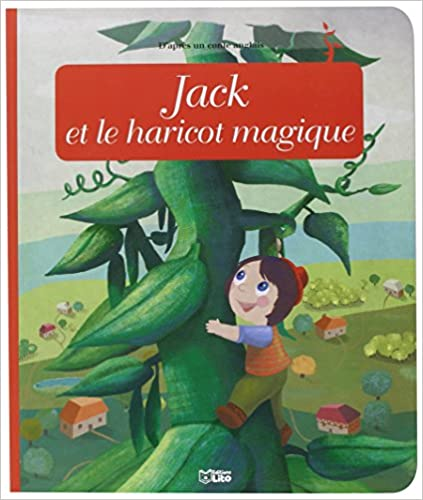 D'après un conte anglais
Jack
et le haricot magique
Éditions
Lito